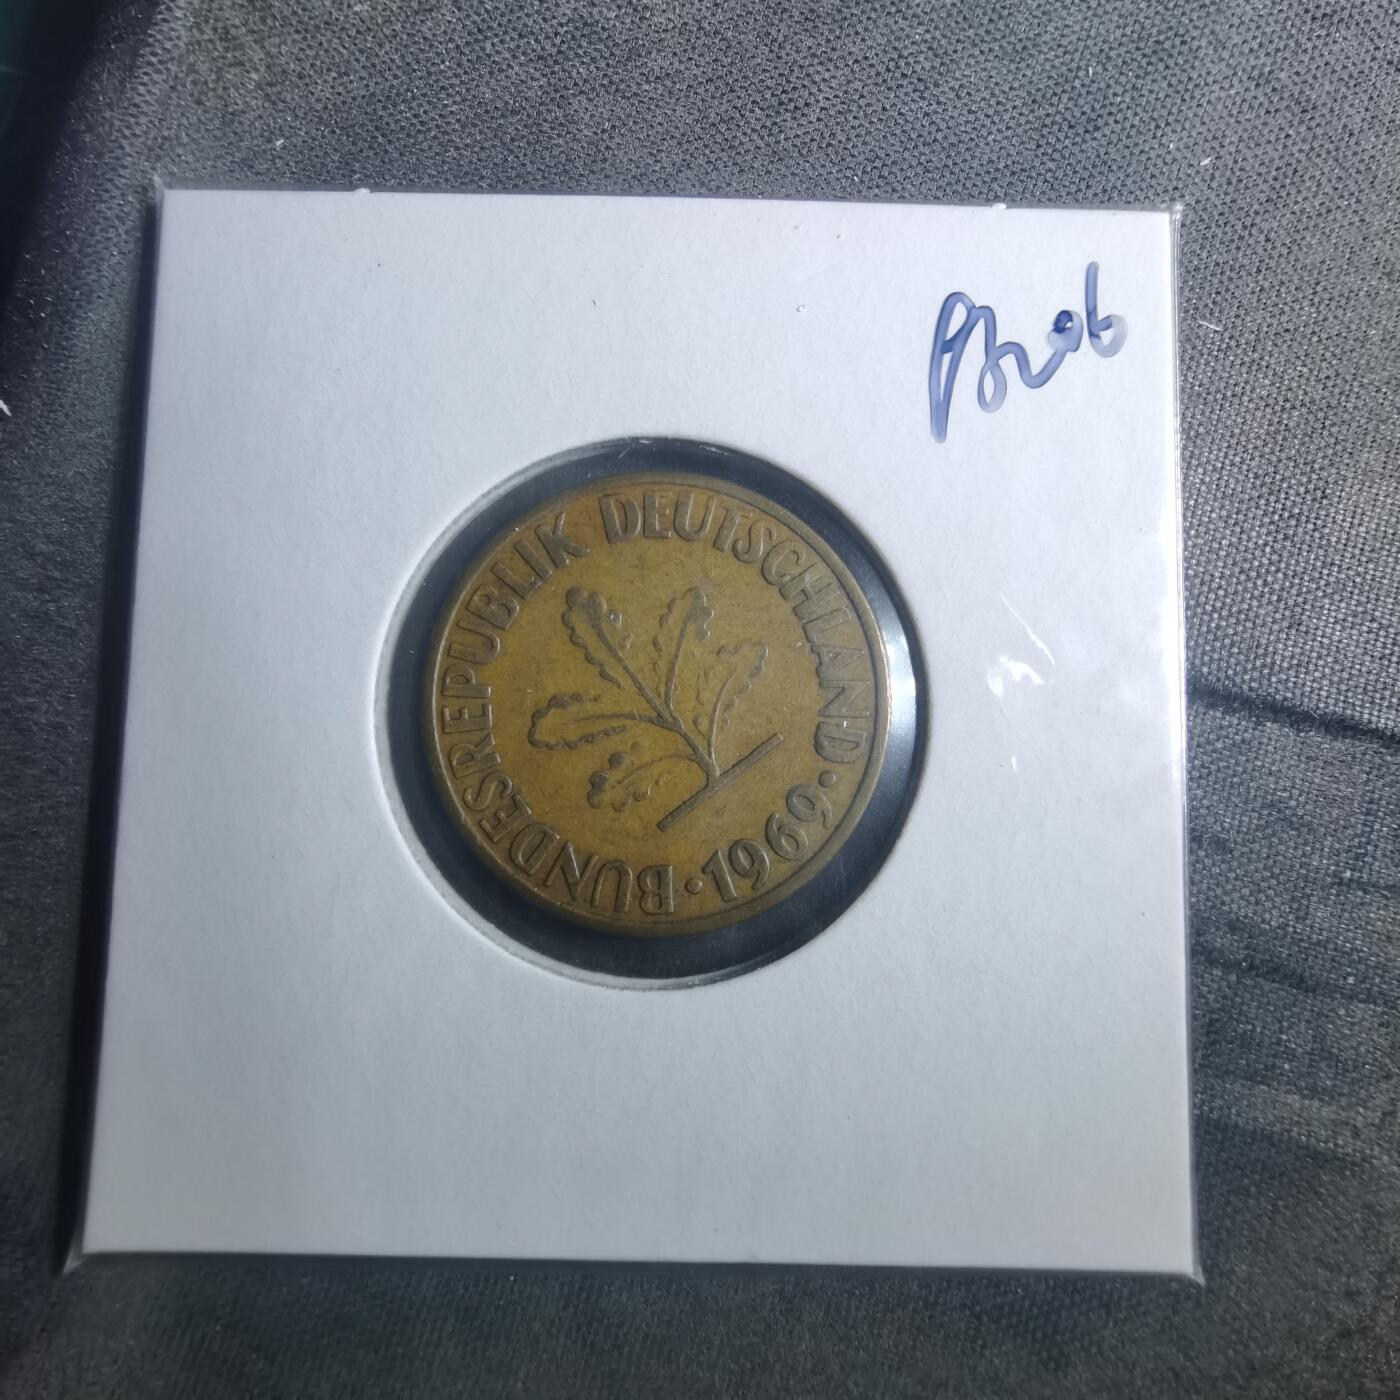 BUNDESREPUBLIK DEUTSCHLAND · 1969 ·